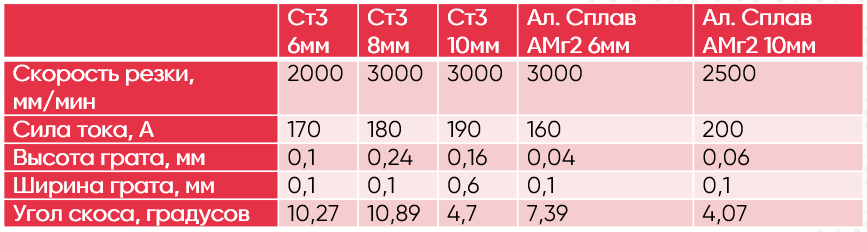 Ст3 6мм Ст3 8мм Ст3 10мм Ал. Сплав АМг2 6мм Ал. Сплав АМг2 10мм
Скорость резки, мм/мин 2000 3000 3000 3000 2500
Сила тока, А 170 180 190 160 200
Высота грата, мм 0,1 0,24 0,16 0,04 0,06
Ширина грата, мм 0,1 0,1 0,6 0,1 0,1
Угол скоса, градусов 10,27 10,89 4,7 7,39 4,07